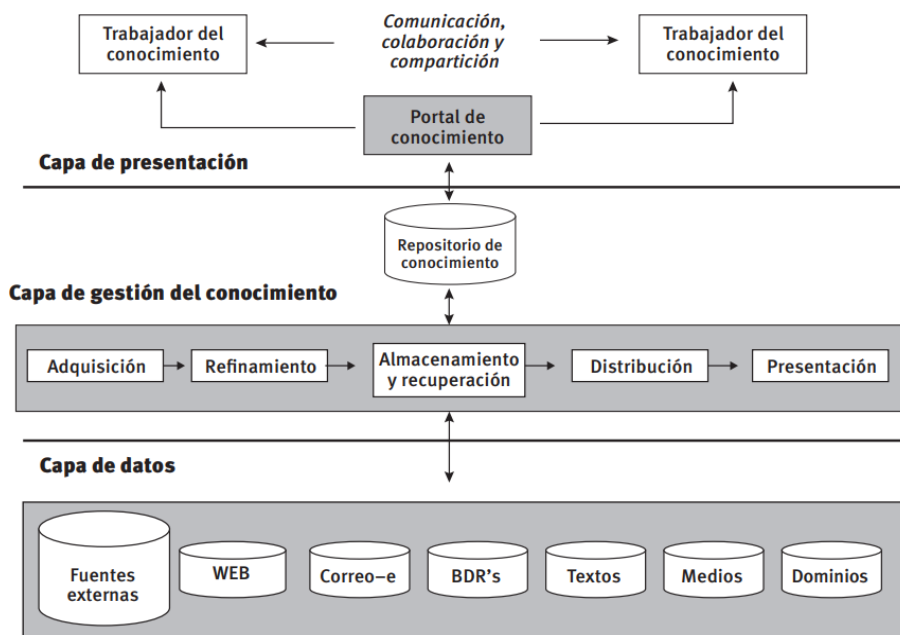 Trabajador del
conocimiento
Comunicación,
colaboración y
compartición
Trabajador del
conocimiento
Portal de
conocimiento
Capa de presentación
Repositorio de
conocimiento
Capa de gestión del conocimiento
Adquisición
Refinamiento
Almacenamiento
y recuperación
Distribución
Presentación
Capa de datos
Fuentes
externas
WEB
Correo–e
BDR's
Textos
Medios
Dominios